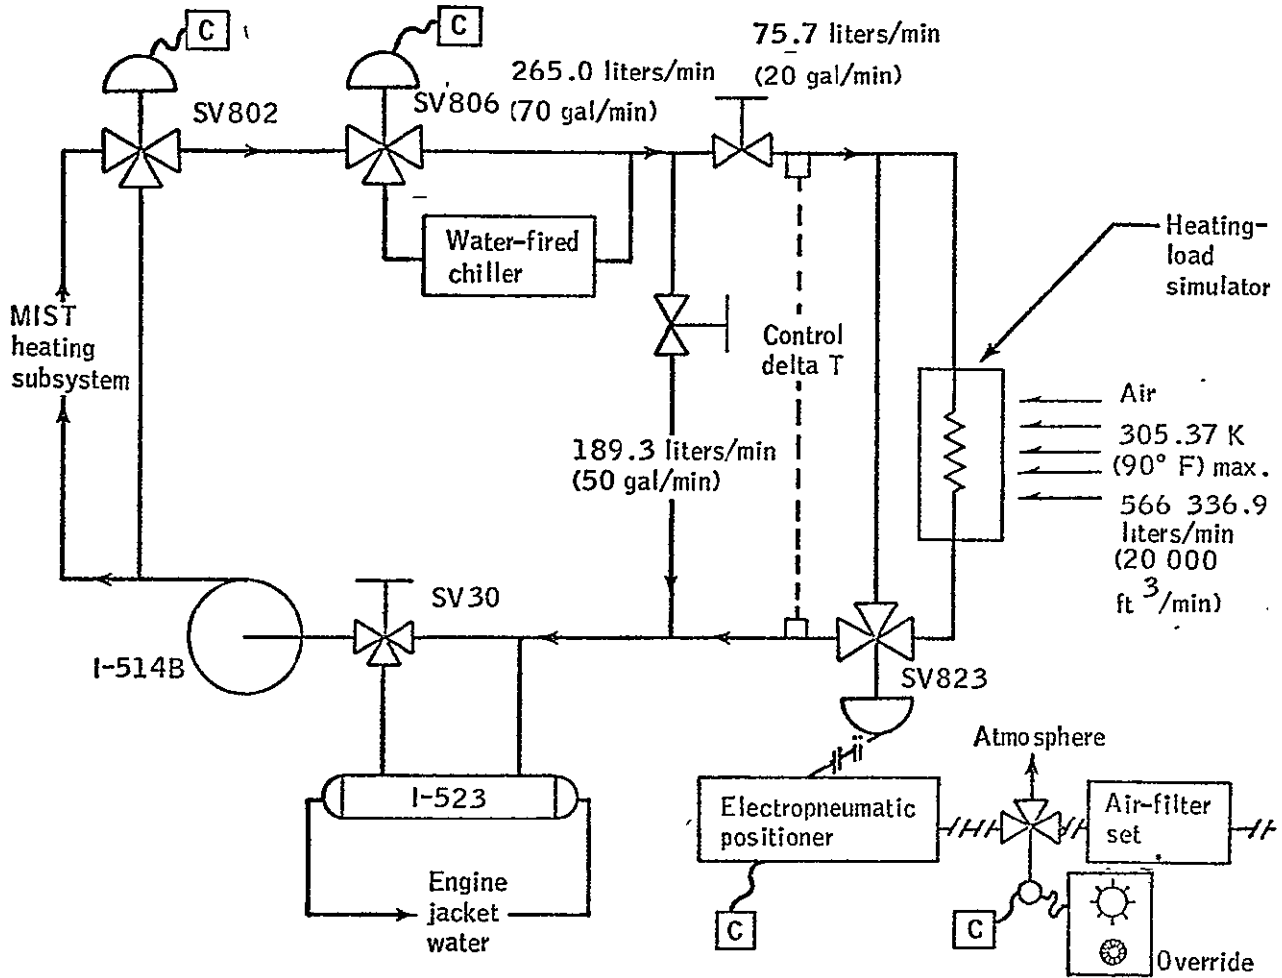 C
C
SV802
SV806
265.0 liters/min
(70 gal/min)
75.7 liters/min
(20 gal/min)
Water-fired
chiller
Heating-
load
simulator
MIST
heating
subsystem
Control
delta T
Air
305.37 K
(90° F) max.
566 336.9
liters/min
(20 000
ft 3/min)
189.3 liters/min
(50 gal/min)
SV30
I-514B
SV823
I-523
Engine
jacket
water
Atmosphere
Electropneumatic
positioner
Air-filter
set
C
C
Override